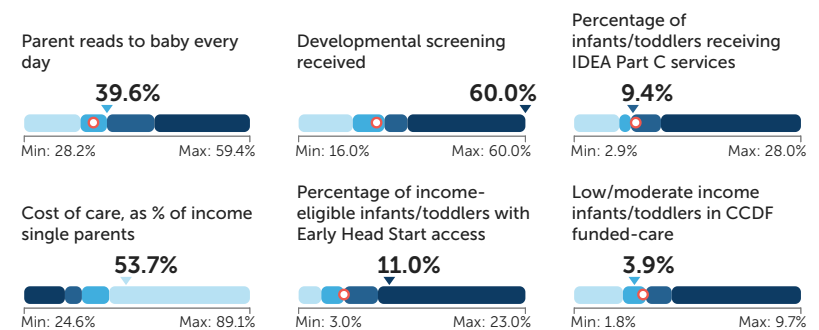 Parent reads to baby every
day
39.6%
Min: 28.2%
Max: 59.4%
Developmental screening
received
60.0%
Min: 16.0%
Max: 60.0%
Percentage of
infants/toddlers receiving
IDEA Part C services
9.4%
Min: 2.9%
Max: 28.0%
Cost of care, as % of income
single parents
53.7%
Min: 24.6%
Max: 89.1%
Percentage of income-
eligible infants/toddlers with
Early Head Start access
11.0%
Min: 3.0%
Max: 23.0%
Low/moderate income
infants/toddlers in CCDF
funded-care
3.9%
Min: 1.8%
Max: 9.7%